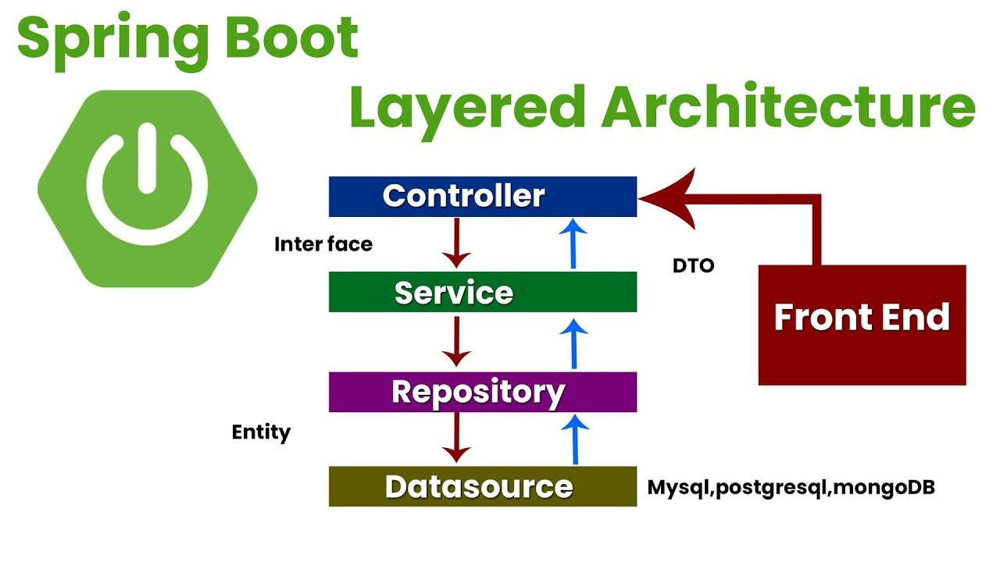 Spring Boot
Layered Architecture
Controller
Inter face
DTO
Service
Front End
Repository
Entity
Datasource
Mysql,postgresql,mongoDB